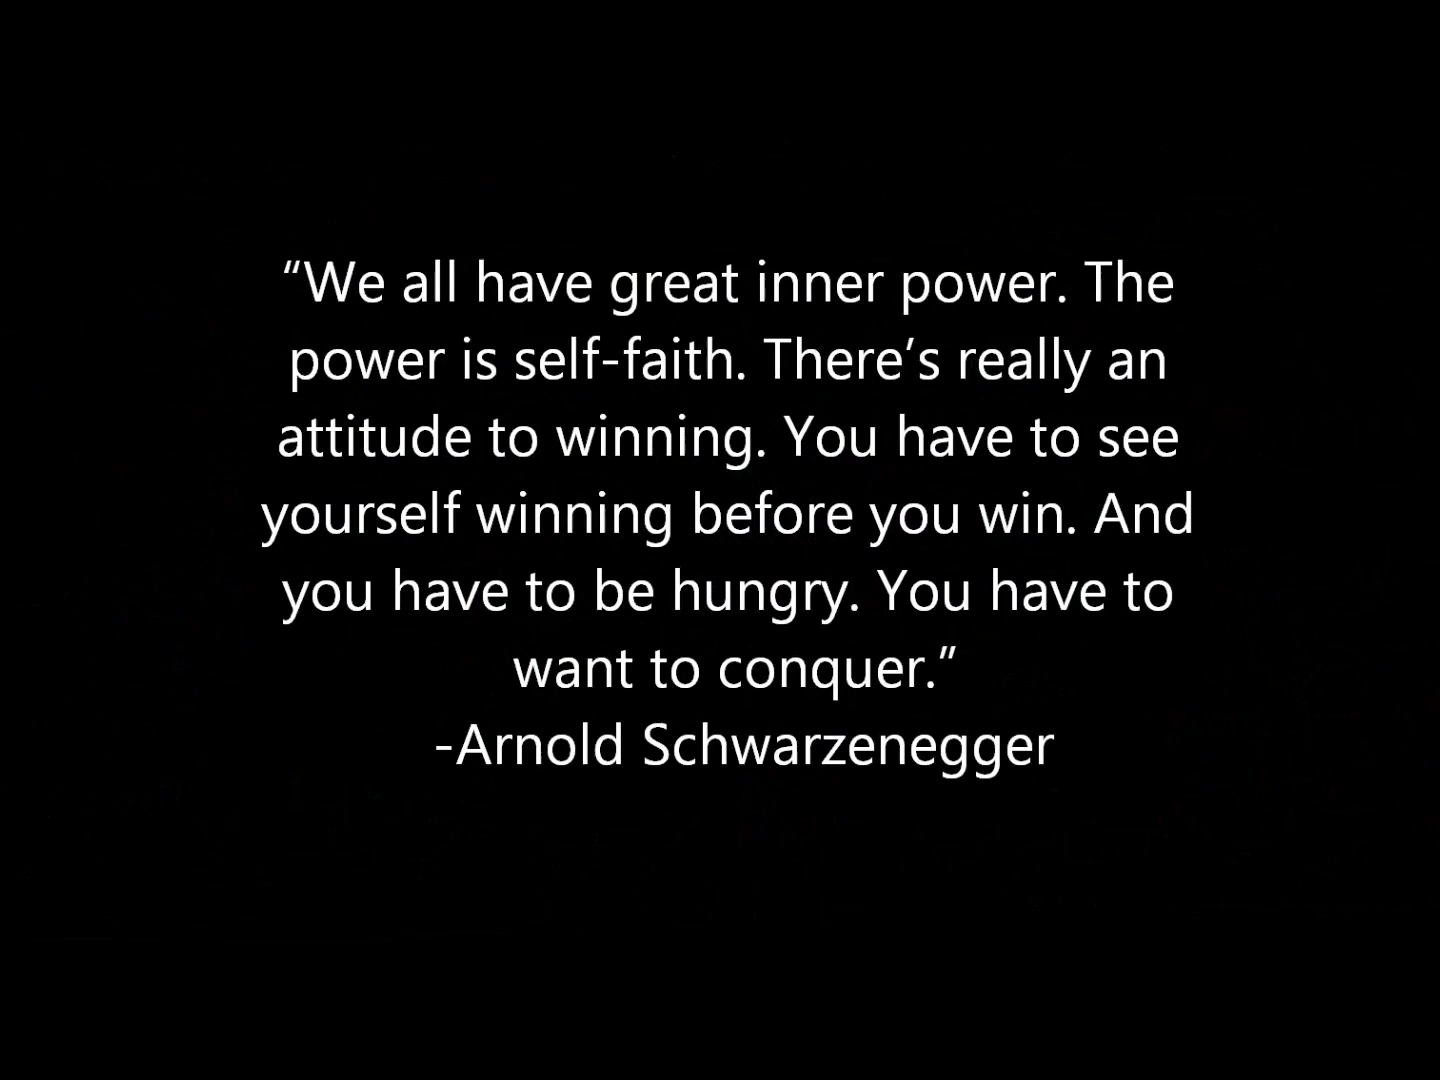 “We all have great inner power. The
power is self-faith. There’s really an
attitude to winning. You have to see
yourself winning before you win. And
you have to be hungry. You have to
want to conquer.”
-Arnold Schwarzenegger